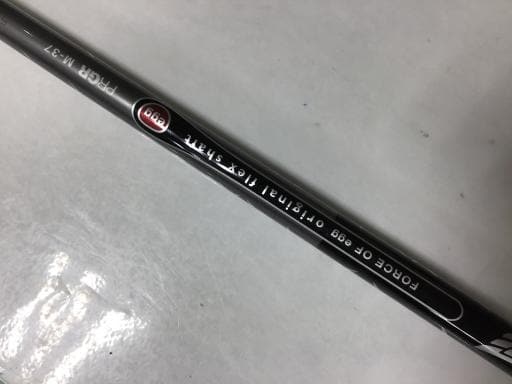 FORCE OF egg original flex shaft
egg
PRGR M-37